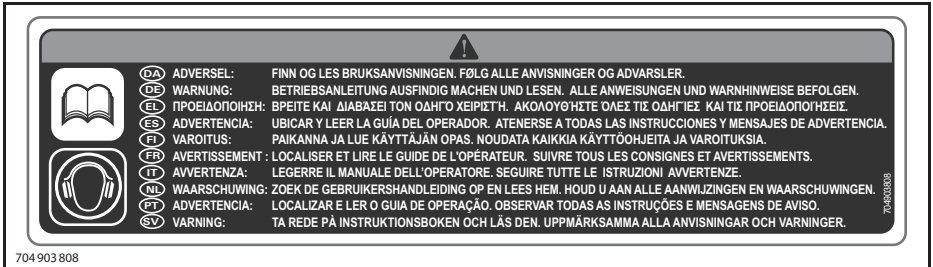 DA ADVERSEL: FINN OG LES BRUKSANVISNINGEN. FØLG ALLE ANVISNINGER OG ADVARSLER.
DE WARNUNG: BETRIEBSANLEITUNG AUSFINDIG MACHEN UND LESEN. ALLE ANWEISUNGEN UND WARNHINWEISE BEFOLGEN.
EL ΠΡΟΕΙΔΟΠΟΙΗΣΗ: ΒΡΕΙΤΕ ΚΑΙ ΔΙΑΒΑΣΕΙ ΤΟΝ ΟΔΗΓΌ ΧΕΙΡΙΣΤΉ. ΑΚΟΛΟΥΘΉΣΤΕ ΌΛΕΣ ΤΙΣ ΟΔΗΓΊΕΣ ΚΑΙ ΤΙΣ ΠΡΟΕΙΔΟΠΟΙΉΣΕΙΣ.
ES ADVERTENCIA: UBICAR Y LEER LA GUÍA DEL OPERADOR. ATENERSE A TODAS LAS INSTRUCCIONES Y MENSAJES DE ADVERTENCIA.
FI VAROITUS: PAIKANNA JA LUE KÄYTTÄJÄN OPAS. NOUDATA KAIKKIA KÄYTTÖOHJEITA JA VAROITUKSIA.
FR AVERTISSEMENT : LOCALISER ET LIRE LE GUIDE DE L'OPÉRATEUR. SUIVRE TOUS LES CONSIGNES ET AVERTISSEMENTS.
IT AVVERTENZA: LEGERRE IL MANUALE DELL'OPERATORE. SEGUIRE TUTTE LE ISTRUZIONI AVVERTENZE.
NL WAARSCHUWING: ZOEK DE GEBRUIKERSHANDLEIDING OP EN LEES HEM. HOUD U AAN ALLE AANWIJZINGEN EN WAARSCHUWINGEN.
PT ADVERTENCIA: LOCALIZAR E LER O GUIA DE OPERAÇÃO. OBSERVAR TODAS AS INSTRUÇÕES E MENSAGENS DE AVISO.
SV VARNING: TA REDE PÀ INSTRUKTIONSBOKEN OCH LÄS DEN. UPPMÄRKSAMMA ALLA ANVISNINGAR OCH VARNINGER.
704903808
704 903 808